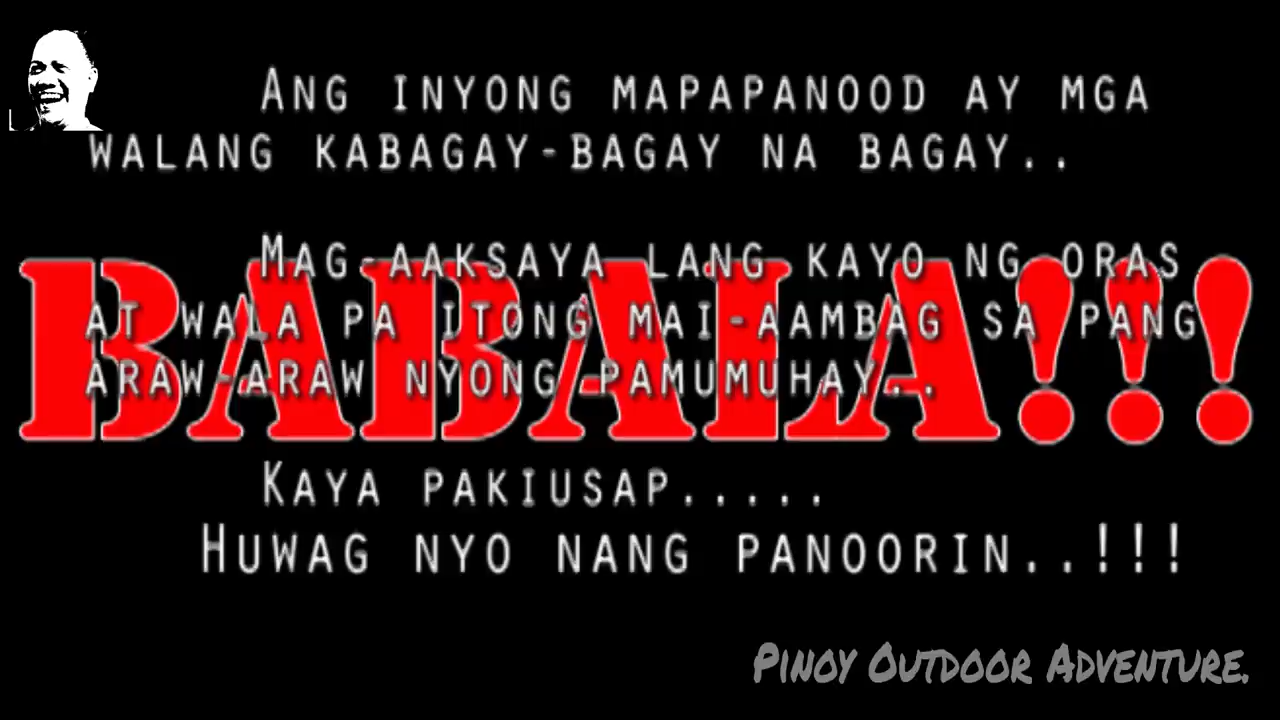 Ang inyong mapapanood ay mga
walang kabagay-bagay na bagay..
Mag-aaksaya lang kayo ng oras
at wala pa itong mai-aambag sa pang
araw-araw nyong pamumuhay..
BABALA!!!
Kaya pakiusap.....
Huwag nyo nang panoorin..!!!
Pinoy Outdoor Adventure.